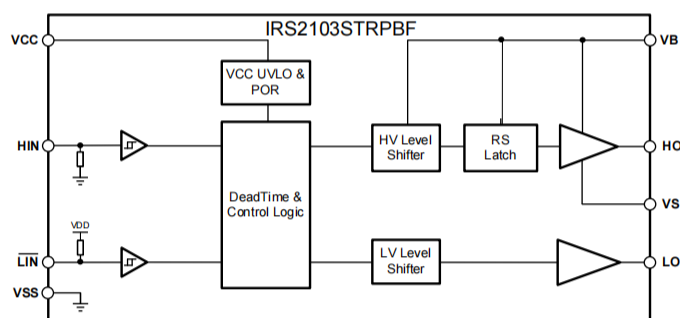 IRS2103STRPBF
VCC
VB
VCC UVLO &
POR
HIN
HV Level
Shifter
RS
Latch
HO
DeadTime &
Control Logic
VS
VDD
LIN
LV Level
Shifter
LO
VSS